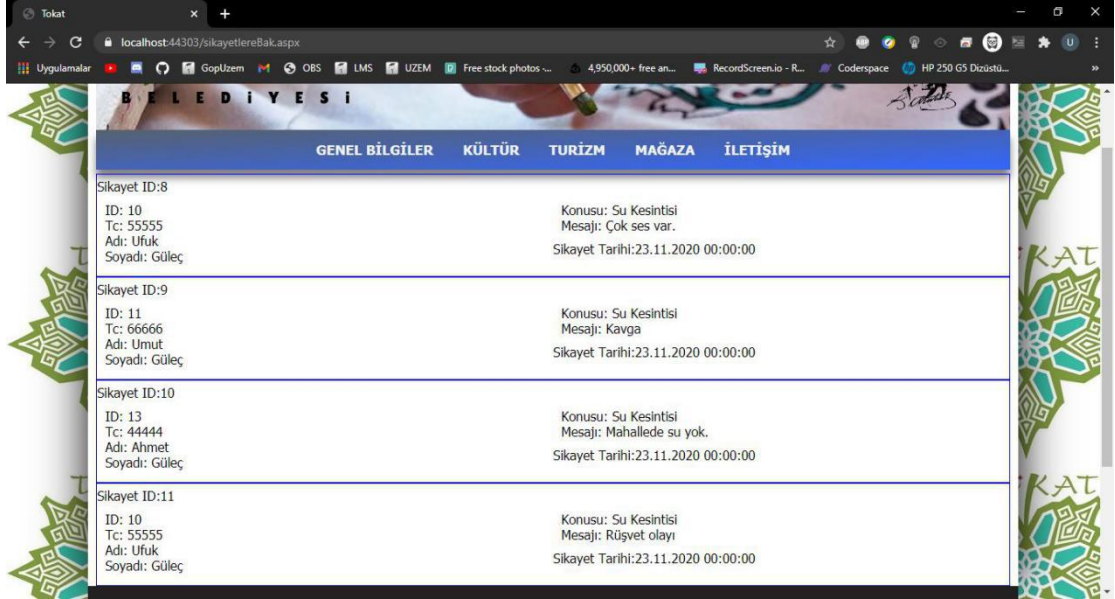 Tokat
localhost:44303/sikayetlereBak.aspx
U
Uygulamalar
GopUzem
OBS
LMS
UZEM
Free stock photos -...
4,950,000+ free an...
RecordScreen.io - R...
Coderspace
HP 250 G5 Dizüstü...
»
BELEDİYESİ
GENEL BİLGİLER KÜLTÜR TURİZM MAĞAZA İLETİŞİM
Sikayet ID:8
ID: 10
Tc: 55555
Adı: Ufuk
Soyadı: Güleç
Konusu: Su Kesintisi
Mesajı: Çok ses var.
Sikayet Tarihi:23.11.2020 00:00:00
Sikayet ID:9
ID: 11
Tc: 66666
Adı: Umut
Soyadı: Güleç
Konusu: Su Kesintisi
Mesajı: Kavga
Sikayet Tarihi:23.11.2020 00:00:00
Sikayet ID:10
ID: 13
Tc: 44444
Adı: Ahmet
Soyadı: Güleç
Konusu: Su Kesintisi
Mesajı: Mahallede su yok.
Sikayet Tarihi:23.11.2020 00:00:00
Sikayet ID:11
ID: 10
Tc: 55555
Adı: Ufuk
Soyadı: Güleç
Konusu: Su Kesintisi
Mesajı: Rüşvet olayı
Sikayet Tarihi:23.11.2020 00:00:00